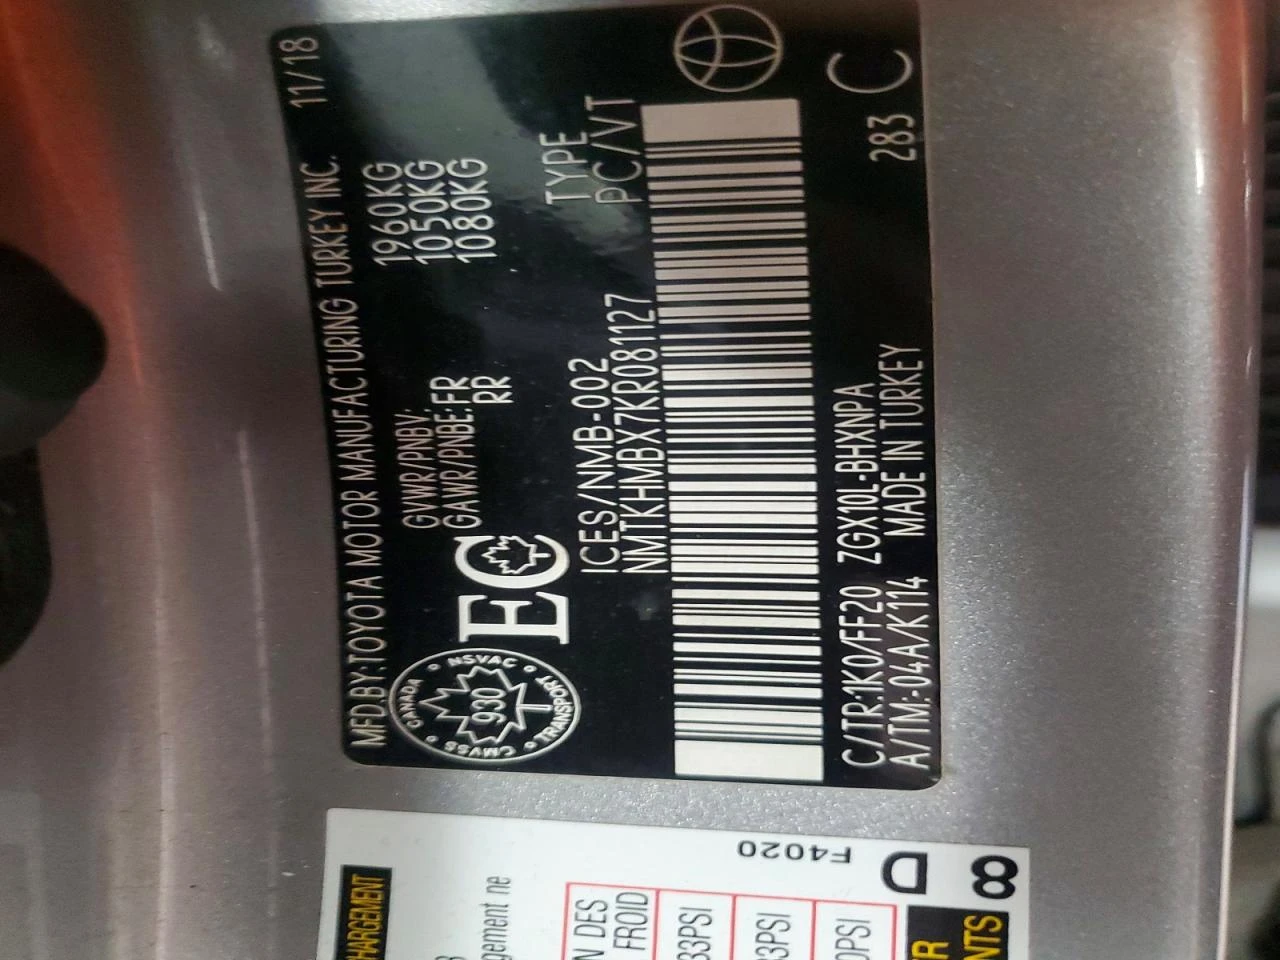 MFD.BY:TOYOTA MOTOR MANUFACTURING TURKEY INC. 11/18
GVWR/PNBV: 1960KG
GAWR/PNBE:FR 1050KG
RR 1080KG
CANADA
NSVAC
930
CMVSS
TRANSPORT
EC
ICES/NMB-002 TYPE
NMTKHMBX7KR081127 PC/VT
C/TR:1K0/FF20 ZGX10L-BHXNPA 283 C
A/TM:-04A/K114 MADE IN TURKEY
HARGEMENT
gement ne
N DES
FROID
33PSI
3PSI
0PSI
F4020
D
8
ER
NTS